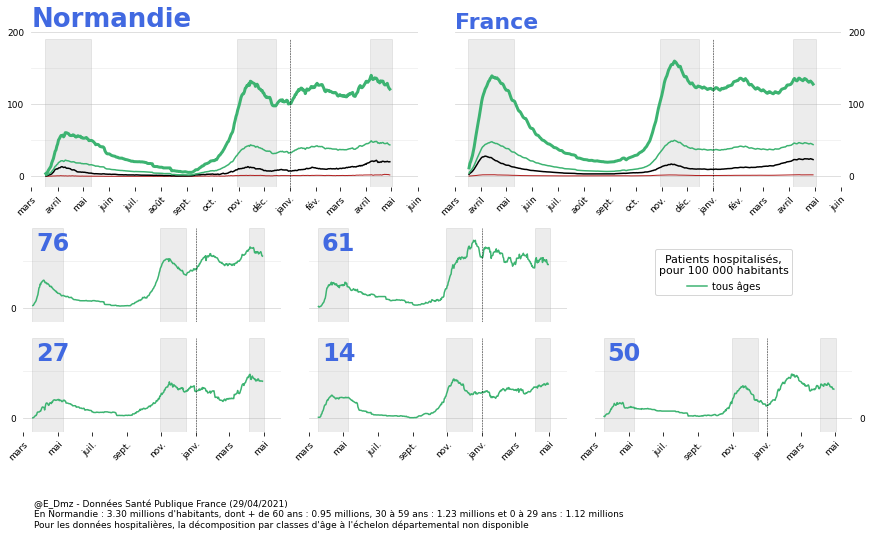 Normandie
France
200
200
100
100
0
0
mars avril mai juin juil. août sept. oct. nov. déc. janv. fév. mars avril mai juin
mars avril mai juin juil. août sept. oct. nov. déc. janv. fév. mars avril mai juin
76
61
Patients hospitalisés,
pour 100 000 habitants
tous âges
0
27
14
50
0
0
mars mai juil. sept. nov. janv. mars mai
mars mai juil. sept. nov. janv. mars mai
mars mai juil. sept. nov. janv. mars mai
@E_Dmz - Données Santé Publique France (29/04/2021)
En Normandie : 3.30 millions d'habitants, dont + de 60 ans : 0.95 millions, 30 à 59 ans : 1.23 millions et 0 à 29 ans : 1.12 millions
Pour les données hospitalières, la décomposition par classes d'âge à l'échelon départemental non disponible